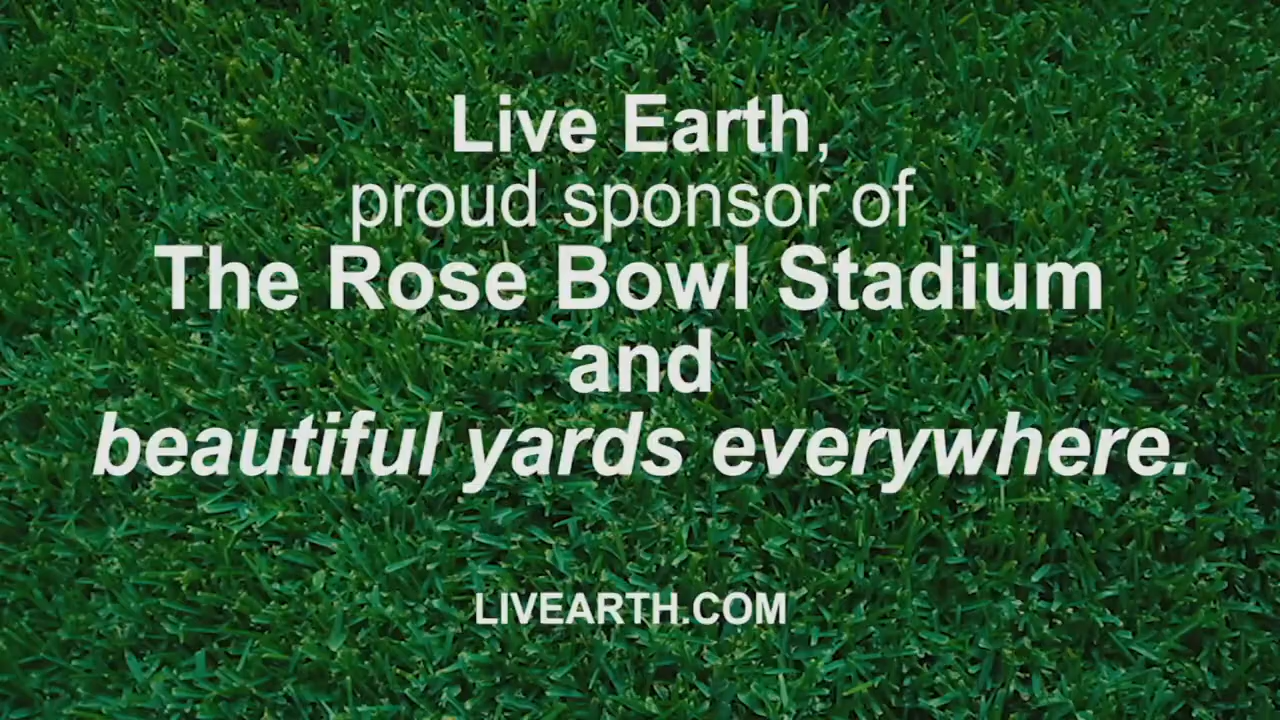 Live Earth,
proud sponsor of
The Rose Bowl Stadium
and
beautiful yards everywhere.
LIVEARTH.COM